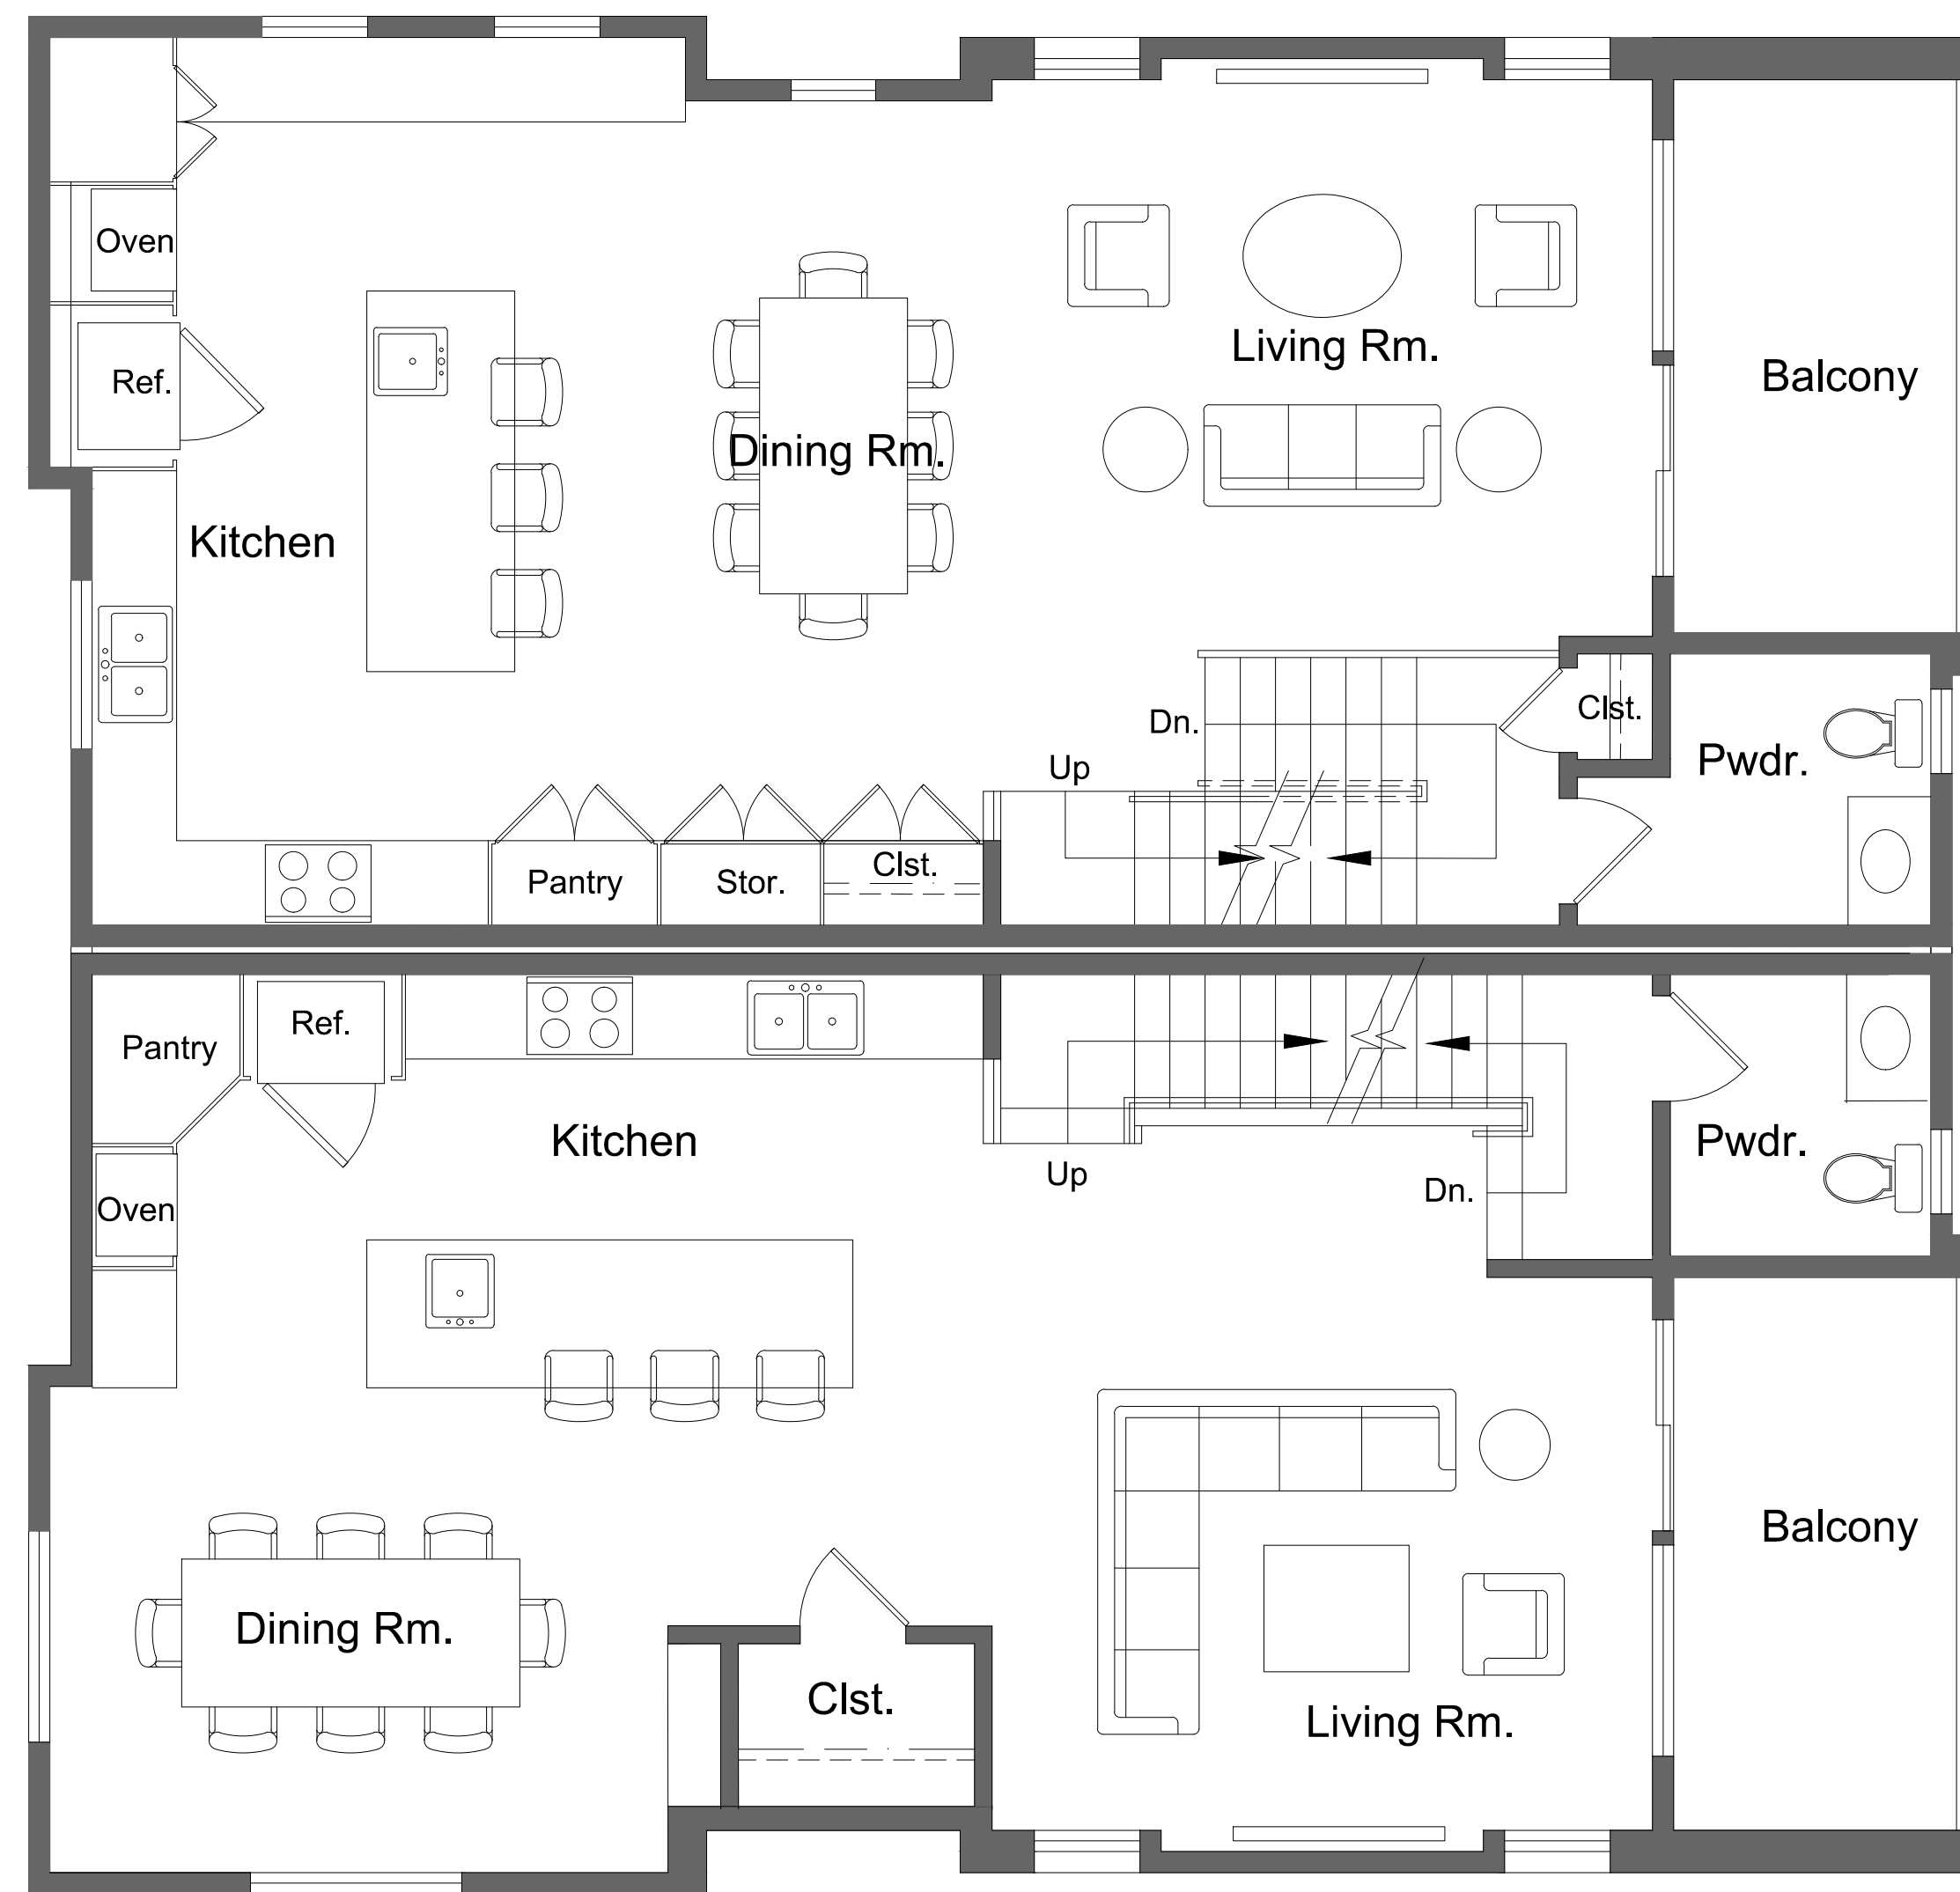 Oven
Living Rm.
Ref.
Balcony
Dining Rm.
Kitchen
Clst.
Dn.
Pwdr.
Up
Clst.
Pantry
Stor.
Ref.
Pantry
Kitchen
Pwdr.
Up
Dn.
Oven
Balcony
Dining Rm.
Clst.
Living Rm.